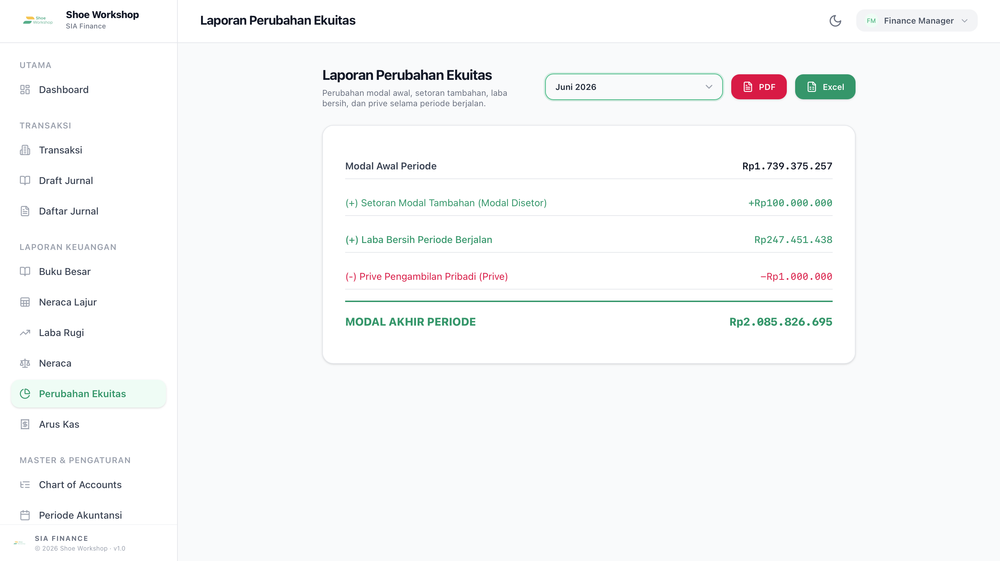 Shoe
Workshop
Shoe Workshop
SIA Finance
Laporan Perubahan Ekuitas
FM
Finance Manager
UTAMA
Dashboard
TRANSAKSI
Transaksi
Draft Jurnal
Daftar Jurnal
LAPORAN KEUANGAN
Buku Besar
Neraca Lajur
Laba Rugi
Neraca
Perubahan Ekuitas
Arus Kas
MASTER & PENGATURAN
Chart of Accounts
Periode Akuntansi
SIA FINANCE
© 2026 Shoe Workshop · v1.0
Laporan Perubahan Ekuitas
Perubahan modal awal, setoran tambahan, laba
bersih, dan prive selama periode berjalan.
Juni 2026
PDF
Excel
Modal Awal Periode Rp1.739.375.257
(+) Setoran Modal Tambahan (Modal Disetor) +Rp100.000.000
(+) Laba Bersih Periode Berjalan Rp247.451.438
(-) Prive Pengambilan Pribadi (Prive) −Rp1.000.000
MODAL AKHIR PERIODE Rp2.085.826.695